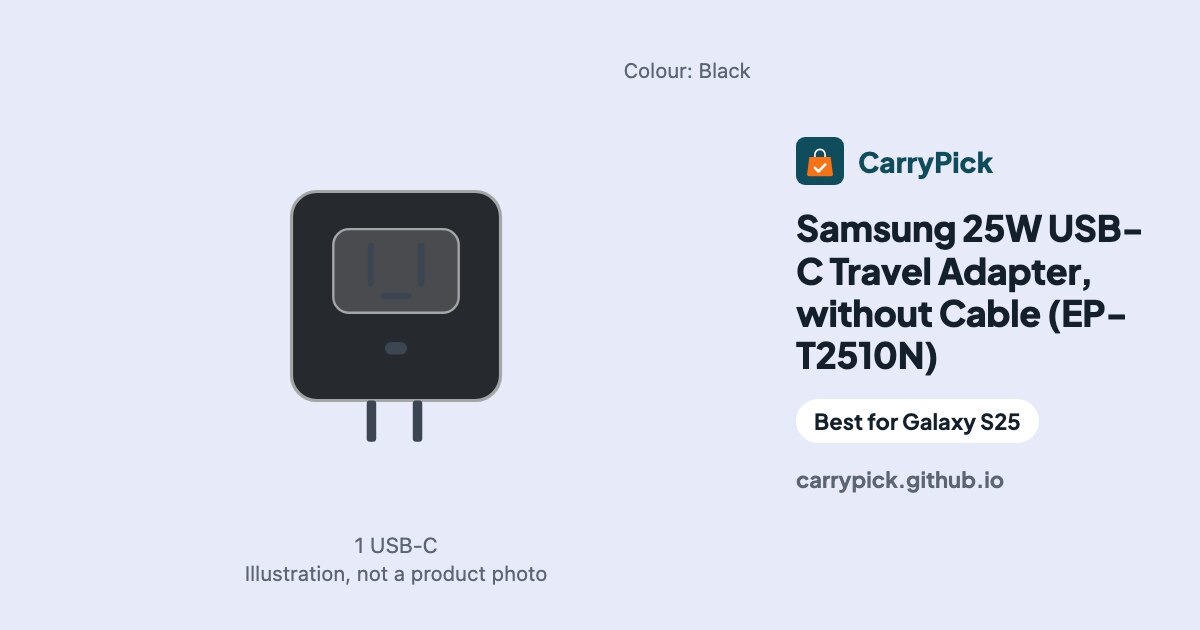 Colour: Black
CarryPick
Samsung 25W USB-
C Travel Adapter,
without Cable (EP-
T2510N)
Best for Galaxy S25
carrypick.github.io
1 USB-C
Illustration, not a product photo